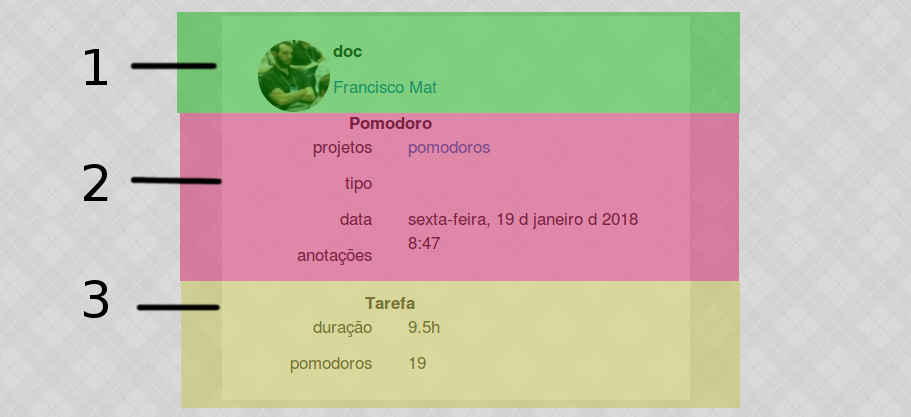 1
doc
Francisco Mat
2
Pomodoro
projetos pomodoros
tipo
data sexta-feira, 19 d janeiro d 2018
8:47
anotações
3
Tarefa
duração 9.5h
pomodoros 19